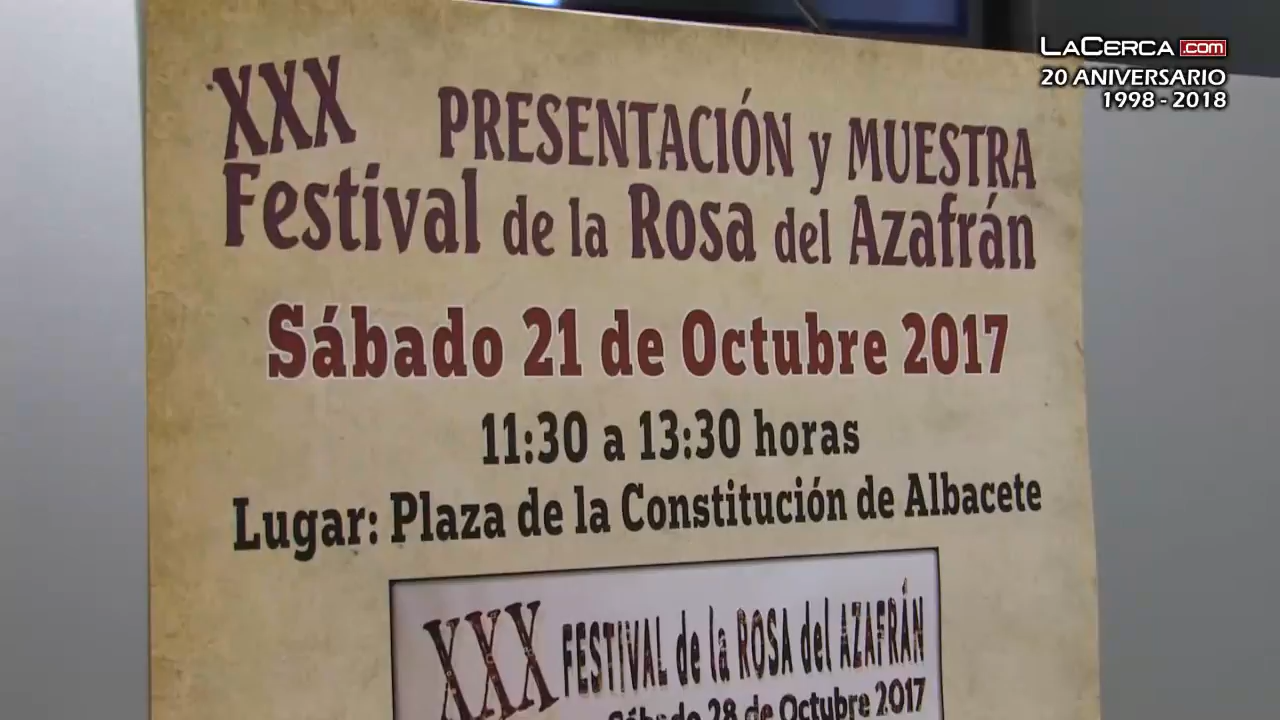 LACERCA.COM
20 ANIVERSARIO
1998 - 2018
XXX PRESENTACIÓN y MUESTRA
Festival de la Rosa del Azafrán
Sábado 21 de Octubre 2017
11:30 a 13:30 horas
Lugar: Plaza de la Constitución de Albacete
XXX FESTIVAL de la ROSA del AZAFRÁN
Sábado 28 de Octubre 2017